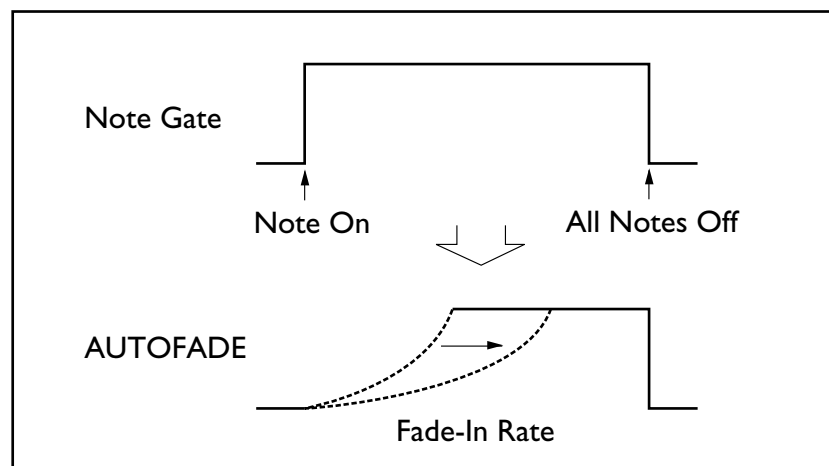 Note Gate
Note On
All Notes Off
AUTOFADE
Fade-In Rate